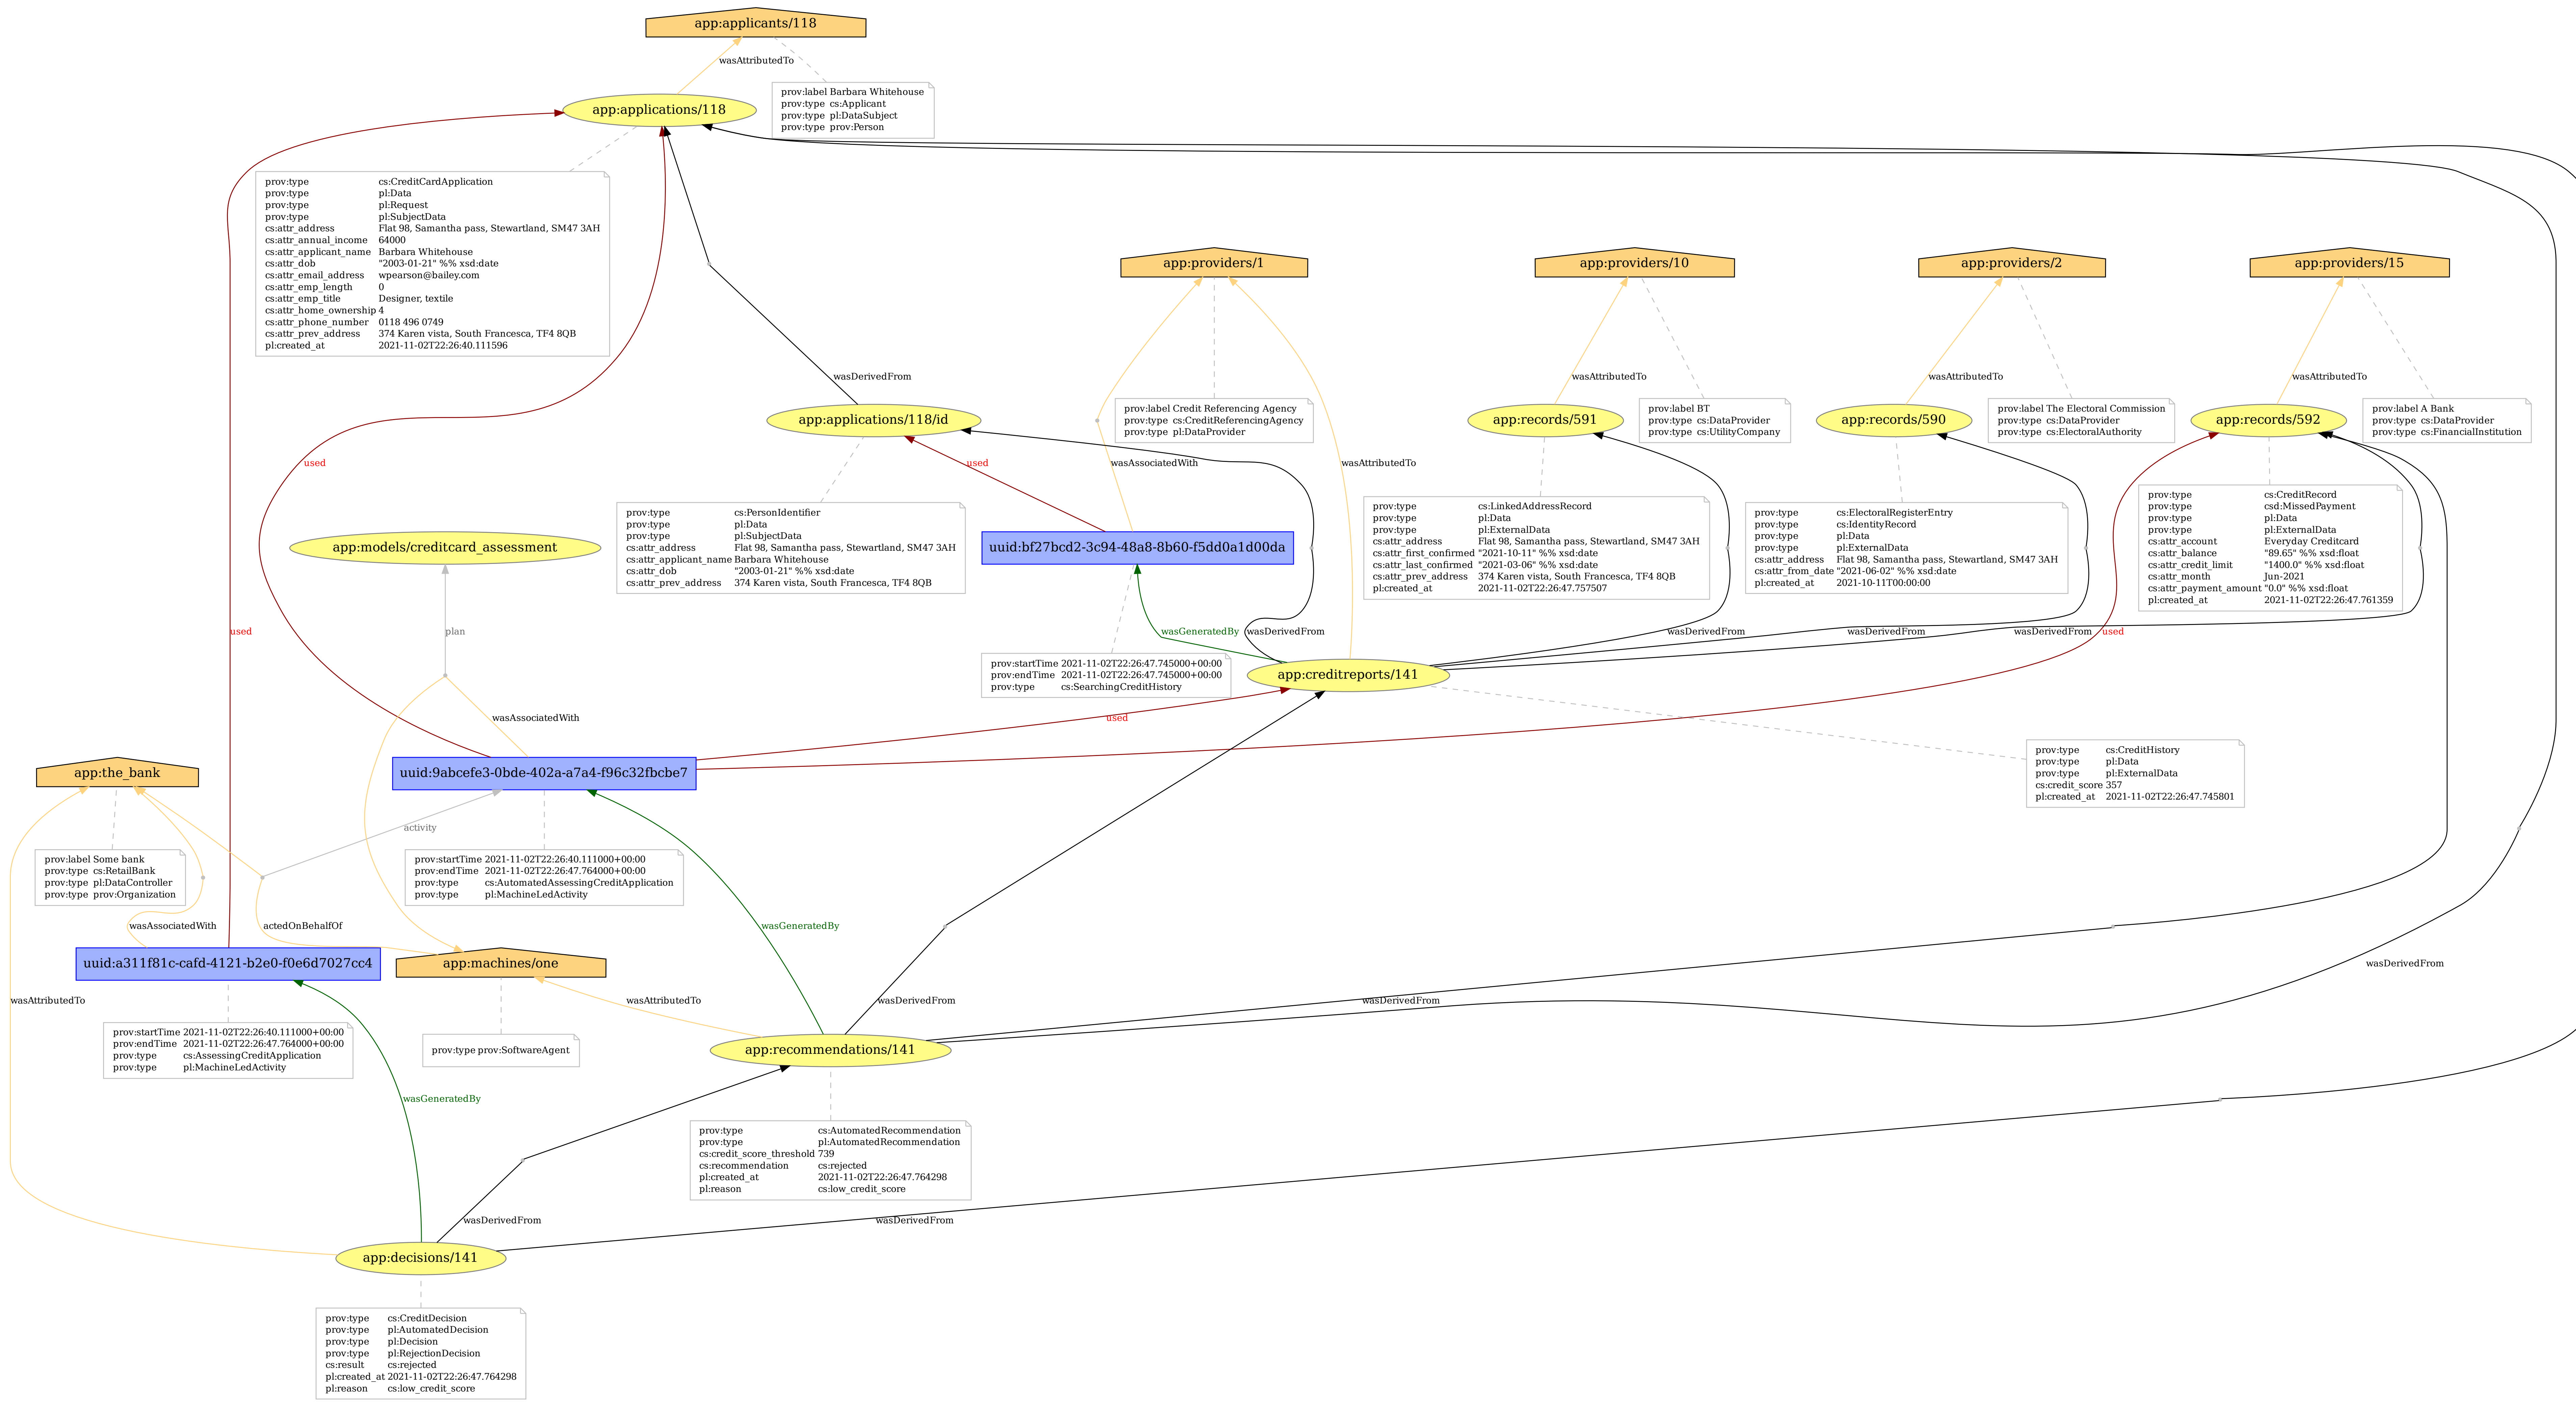 app:applicants/118
wasAttributedTo
prov:label Barbara Whitehouse
prov:type cs:Applicant
prov:type pl:DataSubject
prov:type prov:Person
app:applications/118
prov:type cs:CreditCardApplication
prov:type pl:Data
prov:type pl:Request
prov:type pl:SubjectData
cs:attr_address Flat 98, Samantha pass, Stewartland, SM47 3AH
cs:attr_annual_income 64000
cs:attr_applicant_name Barbara Whitehouse
cs:attr_dob "2003-01-21" %% xsd:date
cs:attr_email_address wpearson@bailey.com
cs:attr_emp_length 0
cs:attr_emp_title Designer, textile
cs:attr_home_ownership 4
cs:attr_phone_number 0118 496 0749
cs:attr_prev_address 374 Karen vista, South Francesca, TF4 8QB
pl:created_at 2021-11-02T22:26:40.111596
app:providers/1
app:providers/10
app:providers/2
app:providers/15
wasDerivedFrom
wasAttributedTo
wasAttributedTo
wasAttributedTo
app:applications/118/id
prov:label Credit Referencing Agency
prov:type cs:CreditReferencingAgency
prov:type pl:DataProvider
app:records/591
prov:label BT
prov:type cs:DataProvider
prov:type cs:UtilityCompany
app:records/590
prov:label The Electoral Commission
prov:type cs:DataProvider
prov:type cs:ElectoralAuthority
app:records/592
prov:label A Bank
prov:type cs:DataProvider
prov:type cs:FinancialInstitution
used
used
wasAssociatedWith
wasAttributedTo
app:models/creditcard_assessment
prov:type cs:PersonIdentifier
prov:type pl:Data
prov:type pl:SubjectData
cs:attr_address Flat 98, Samantha pass, Stewartland, SM47 3AH
cs:attr_applicant_name Barbara Whitehouse
cs:attr_dob "2003-01-21" %% xsd:date
cs:attr_prev_address 374 Karen vista, South Francesca, TF4 8QB
uuid:bf27bcd2-3c94-48a8-8b60-f5dd0a1d00da
prov:type cs:LinkedAddressRecord
prov:type pl:Data
prov:type pl:ExternalData
cs:attr_address Flat 98, Samantha pass, Stewartland, SM47 3AH
cs:attr_first_confirmed "2021-10-11" %% xsd:date
cs:attr_last_confirmed "2021-03-06" %% xsd:date
cs:attr_prev_address 374 Karen vista, South Francesca, TF4 8QB
pl:created_at 2021-11-02T22:26:47.757507
prov:type cs:ElectoralRegisterEntry
prov:type cs:IdentityRecord
prov:type pl:Data
prov:type pl:ExternalData
cs:attr_address Flat 98, Samantha pass, Stewartland, SM47 3AH
cs:attr_from_date "2021-06-02" %% xsd:date
pl:created_at 2021-10-11T00:00:00
prov:type cs:CreditRecord
prov:type csd:MissedPayment
prov:type pl:Data
prov:type pl:ExternalData
cs:attr_account Everyday Creditcard
cs:attr_balance "89.65" %% xsd:float
cs:attr_credit_limit "1400.0" %% xsd:float
cs:attr_month Jun-2021
cs:attr_payment_amount "0.0" %% xsd:float
pl:created_at 2021-11-02T22:26:47.761359
used
plan
wasGeneratedBy
wasDerivedFrom
wasDerivedFrom
wasDerivedFrom
wasDerivedFrom
used
prov:startTime 2021-11-02T22:26:47.745000+00:00
prov:endTime 2021-11-02T22:26:47.745000+00:00
prov:type cs:SearchingCreditHistory
app:creditreports/141
wasAssociatedWith
used
app:the_bank
uuid:9abcefe3-0bde-402a-a7a4-f96c32fbcbe7
prov:type cs:CreditHistory
prov:type pl:Data
prov:type pl:ExternalData
cs:credit_score 357
pl:created_at 2021-11-02T22:26:47.745801
activity
prov:label Some bank
prov:type cs:RetailBank
prov:type pl:DataController
prov:type prov:Organization
prov:startTime 2021-11-02T22:26:40.111000+00:00
prov:endTime 2021-11-02T22:26:47.764000+00:00
prov:type cs:AutomatedAssessingCreditApplication
prov:type pl:MachineLedActivity
wasAssociatedWith
actedOnBehalfOf
wasGeneratedBy
uuid:a311f81c-cafd-4121-b2e0-f0e6d7027cc4
app:machines/one
wasDerivedFrom
wasAttributedTo
wasAttributedTo
wasDerivedFrom
wasDerivedFrom
prov:startTime 2021-11-02T22:26:40.111000+00:00
prov:endTime 2021-11-02T22:26:47.764000+00:00
prov:type cs:AssessingCreditApplication
prov:type pl:MachineLedActivity
prov:type prov:SoftwareAgent
app:recommendations/141
wasGeneratedBy
prov:type cs:AutomatedRecommendation
prov:type pl:AutomatedRecommendation
cs:credit_score_threshold 739
cs:recommendation cs:rejected
pl:created_at 2021-11-02T22:26:47.764298
pl:reason cs:low_credit_score
wasDerivedFrom
wasDerivedFrom
app:decisions/141
prov:type cs:CreditDecision
prov:type pl:AutomatedDecision
prov:type pl:Decision
prov:type pl:RejectionDecision
cs:result cs:rejected
pl:created_at 2021-11-02T22:26:47.764298
pl:reason cs:low_credit_score